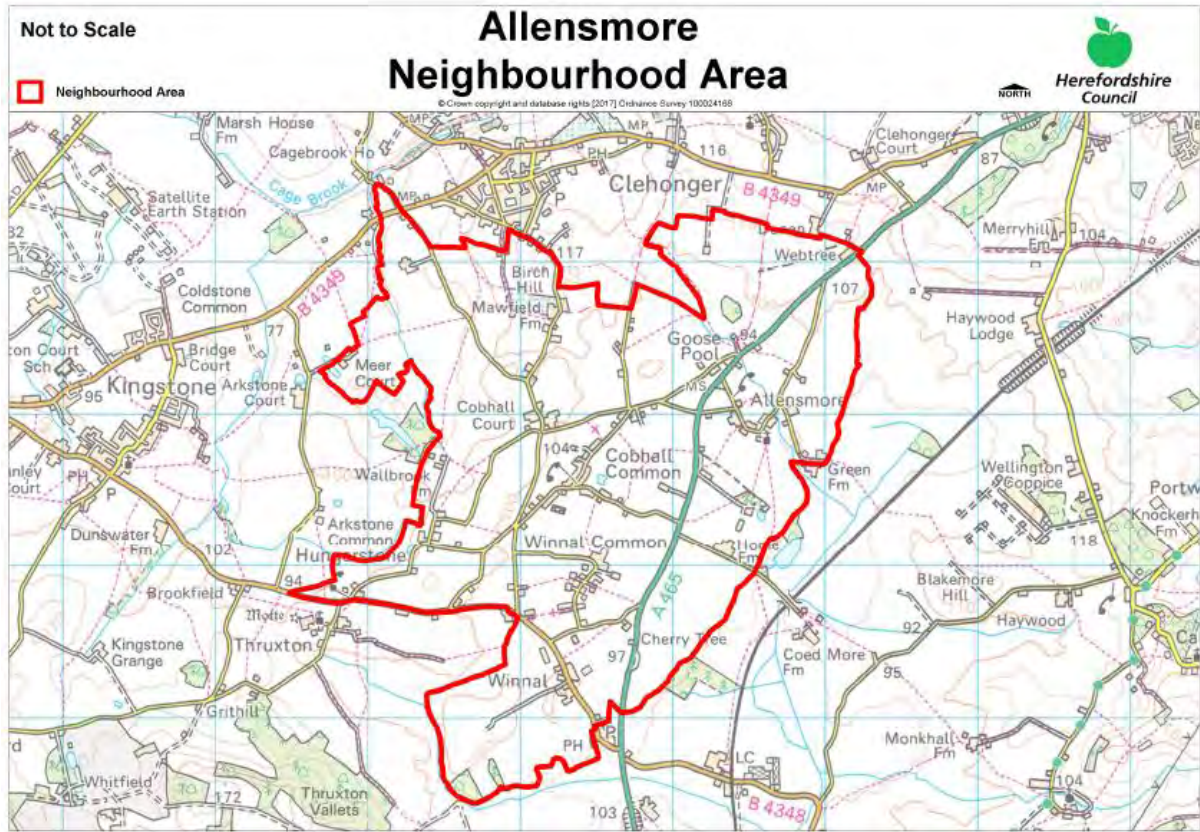 Not to Scale
Neighbourhood Area
Allensmore
Neighbourhood Area
© Crown copyright and database rights [2017] Ordnance Survey 100024168
NORTH
Herefordshire
Council
Marsh House
Fm
MP
MP
Cagebrook Ho
PH
116
Clehonger
Court
87
Cage Brook
Satellite
Earth Station
MP
P
Clehonger
B 4349
MP
Merryhill
Fm
104
117
Webtree
Birch
Hill
107
Coldstone
Common
B 4349
Mawfield
Fm
77
Goose
Pool
94
Haywood
Lodge
Bridge
Court
Sch
Kingstone
95
Arkstone
Court
Meer
Court
MS
Allensmore
Cobhall
Court
104
Cobhall
Common
Wallbrook
Green
Fm
Wellington
Coppice
PH
P
Dunswater
Fm
102
Arkstone
Common
Hungerstone
Winnal Common
Fm
118
Fm
Brookfield
94
Motte
Thruxton
A 465
Blakemore
Hill
Haywood
92
Kingstone
Grange
Cherry Tree
97
Coed More
Fm
95
Winnal
Grithill
P
PH
Monkhall
Fm
LC
Whitfield
172
Thruxton
Vallets
103
B 4348
104